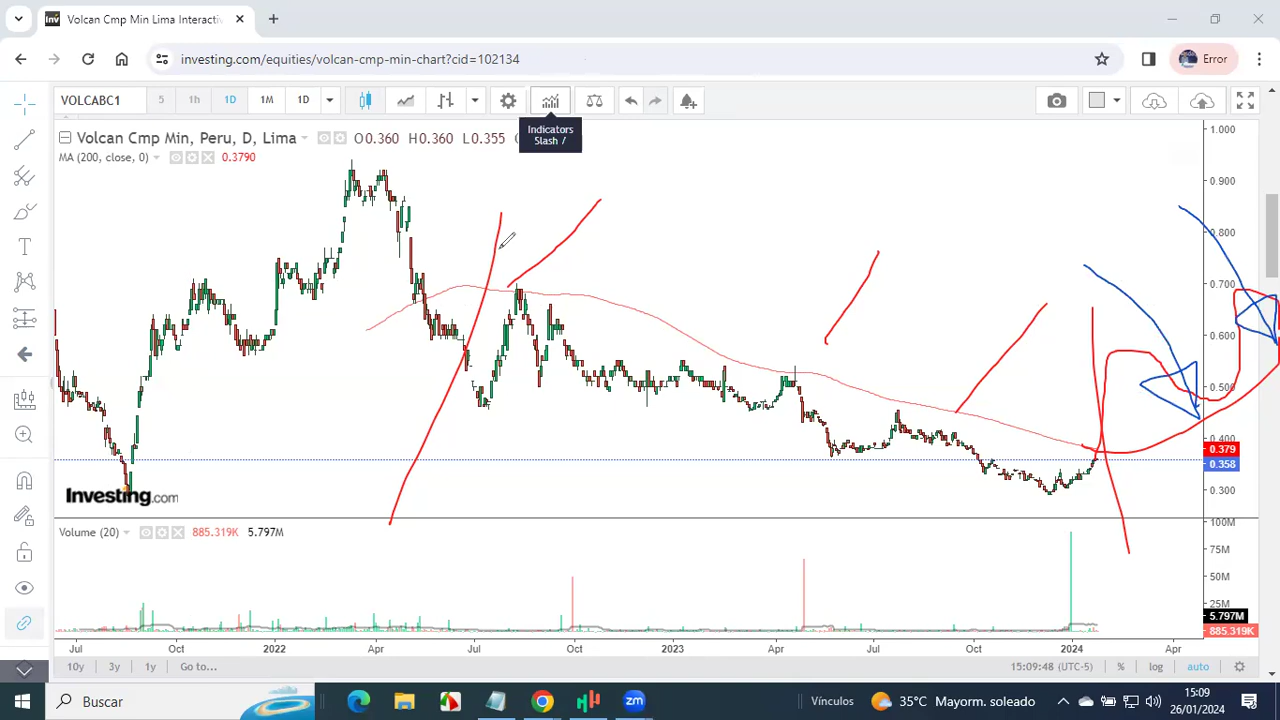 Volcan Cmp Min Lima Interacti
investing.com/equities/volcan-cmp-min-chart?cid=102134
Error
VOLCABC1
5
1h
1D
1M
1D
Indicators
Slash /
Volcan Cmp Min, Peru, D, Lima
O0.360
H0.360
L0.355
MA (200, close, 0)
0.3790
1.000
0.900
0.800
0.700
0.600
0.500
0.400
0.379
0.358
0.300
Investing.com
Volume (20)
885.319K
5.797M
100M
75M
50M
25M
5.797M
885.319K
Jul
Oct
2022
Apr
Jul
Oct
2023
Apr
Jul
Oct
2024
Apr
10y
3y
1y
Go to...
15:09:48 (UTC-5)
%
log
auto
Buscar
zm
Vínculos
35°C Mayorm. soleado
15:09
26/01/2024